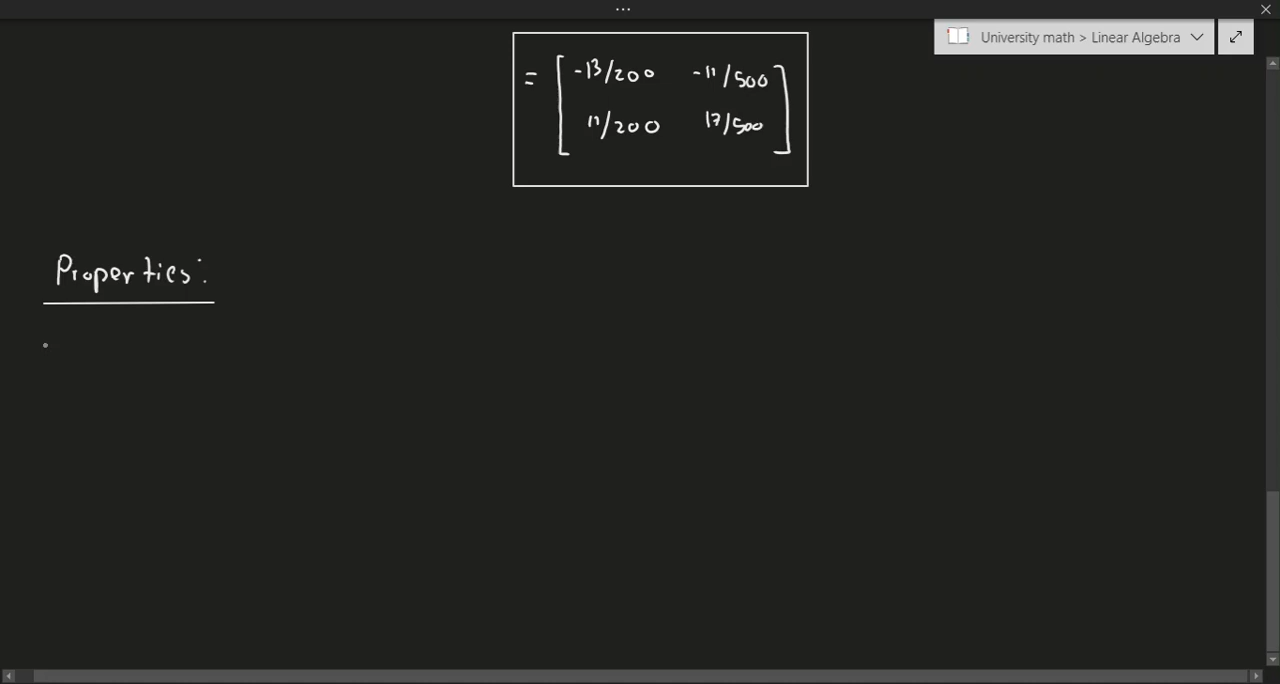 ...
University math > Linear Algebra
= [ -13/200 -11/500
11/200 17/500 ]
Properties: